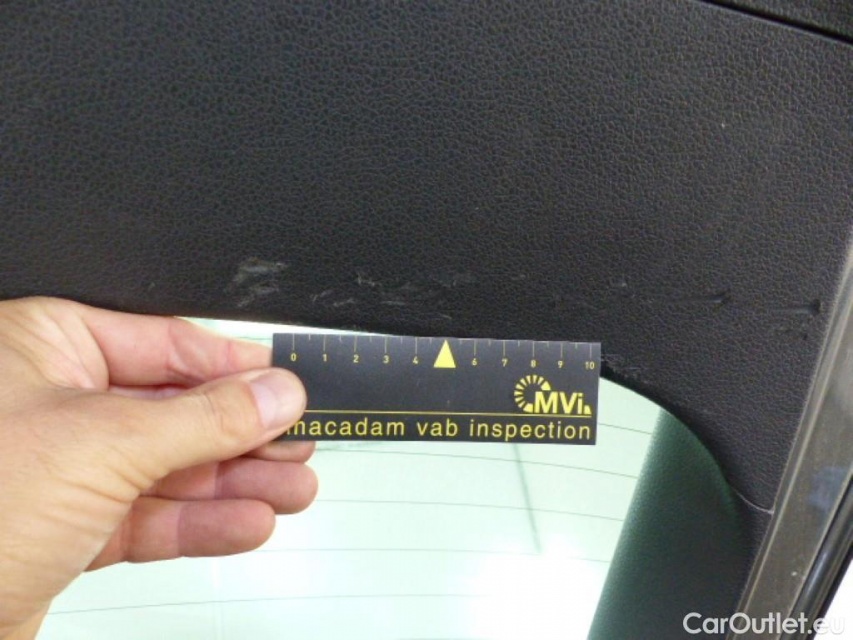 0 1 2 3 4 6 7 8 9 10
MVi
macadam vab inspection
CarOutlet.eu